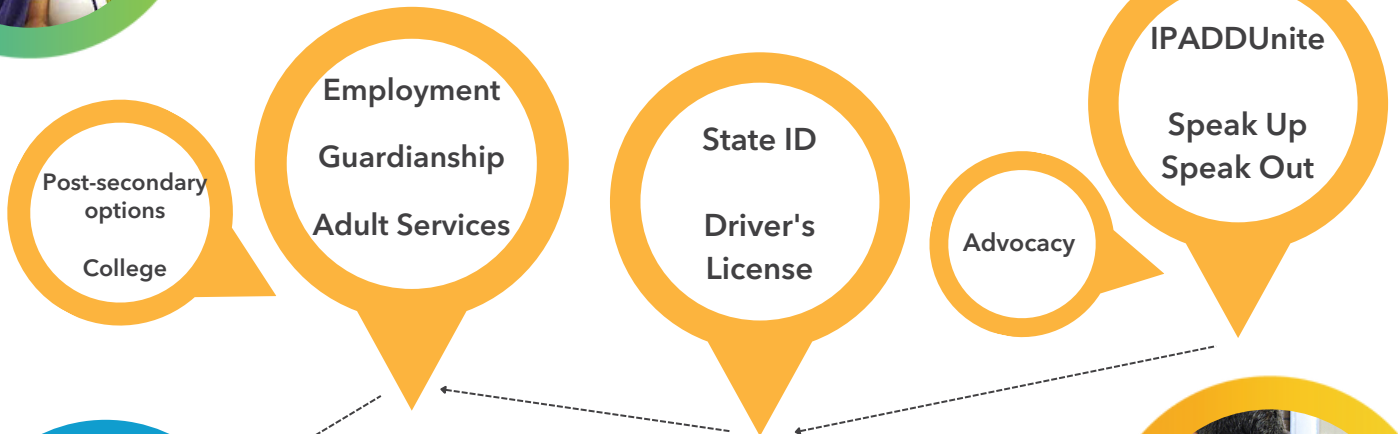 Post-secondary
options
College
Employment
Guardianship
Adult Services
State ID
Driver's
License
Advocacy
IPADDUnite
Speak Up
Speak Out